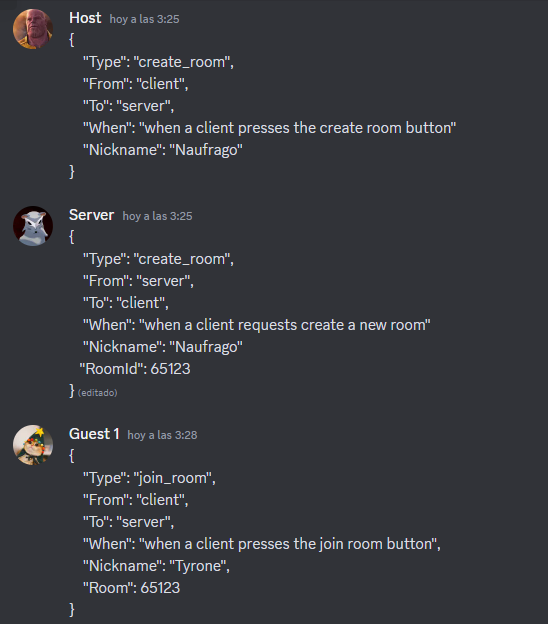 Host hoy a las 3:25
{
"Type": "create_room",
"From": "client",
"To": "server",
"When": "when a client presses the create room button"
"Nickname": "Naufrago"
}
Server hoy a las 3:25
{
"Type": "create_room",
"From": "server",
"To": "client",
"When": "when a client requests create a new room"
"Nickname": "Naufrago"
"RoomId": 65123
} (editado)
Guest 1 hoy a las 3:28
{
"Type": "join_room",
"From": "client",
"To": "server",
"When": "when a client presses the join room button",
"Nickname": "Tyrone",
"Room": 65123
}